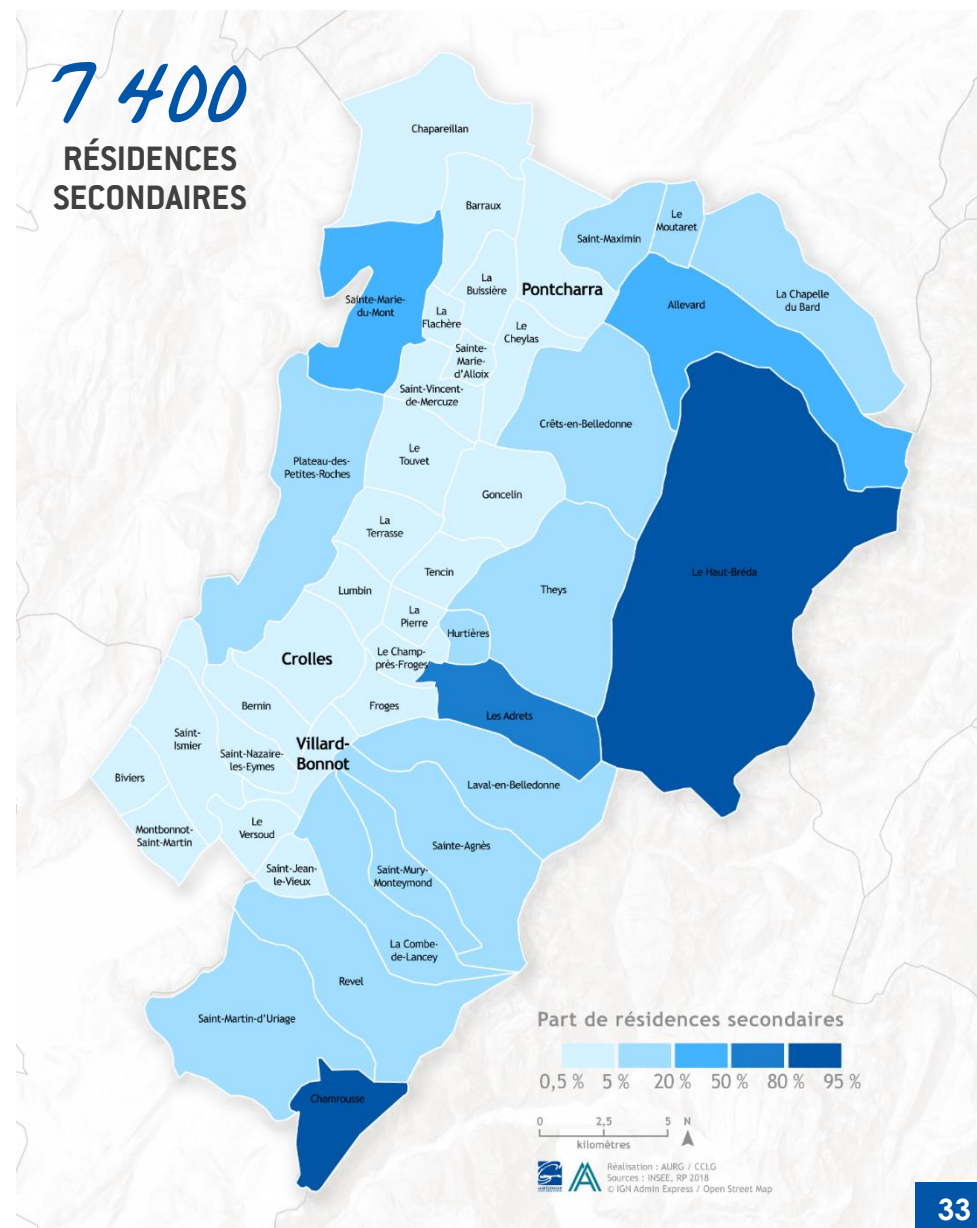 7 400
RÉSIDENCES
SECONDAIRES
Chapareillan
Barraux
Le
Moutaret
Saint-Maximin
La
Buissière
Pontcharra
La Chapelle
du Bard
Allevard
Sainte-Marie-
du-Mont
La
Flachère
Le
Cheylas
Sainte-
Marie-
d'Alloix
Saint-Vincent-
de-Mercuze
Crêts-en-Belledonne
Le
Touvet
Plateau-des-
Petites-Roches
Goncelin
La
Terrasse
Tencin
Le Haut-Bréda
Lumbin
Theys
La
Pierre
Hurtières
Crolles
Le Champ-
près-Froges
Bernin
Froges
Les Adrets
Saint-
Ismier
Villard-
Bonnot
Saint-Nazaire-
les-Eymes
Biviers
Laval-en-Belledonne
Le
Versoud
Montbonnot-
Saint-Martin
Sainte-Agnès
Saint-Jean-
le-Vieux
Saint-Mury-
Monteymond
La Combe-
de-Lancey
Revel
Saint-Martin-d'Uriage
Chamrousse
Part de résidences secondaires
0,5 % 5 % 20 % 50 % 80 % 95 %
0 2,5 5 N
kilomètres
Réalisation : AURG / CCLG
Sources : INSEE, RP 2018
© IGN Admin Express / Open Street Map
33